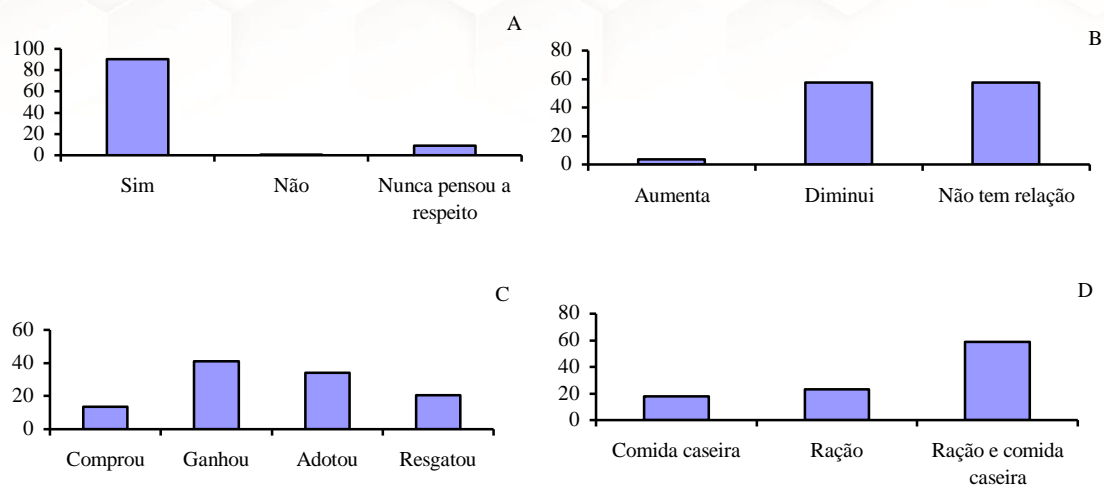 A
100
80
60
40
20
0
Sim
Não
Nunca pensou a
respeito
B
80
60
40
20
0
Aumenta
Diminui
Não tem relação
C
60
40
20
0
Comprou
Ganhou
Adotou
Resgatou
D
80
60
40
20
0
Comida caseira
Ração
Ração e comida
caseira